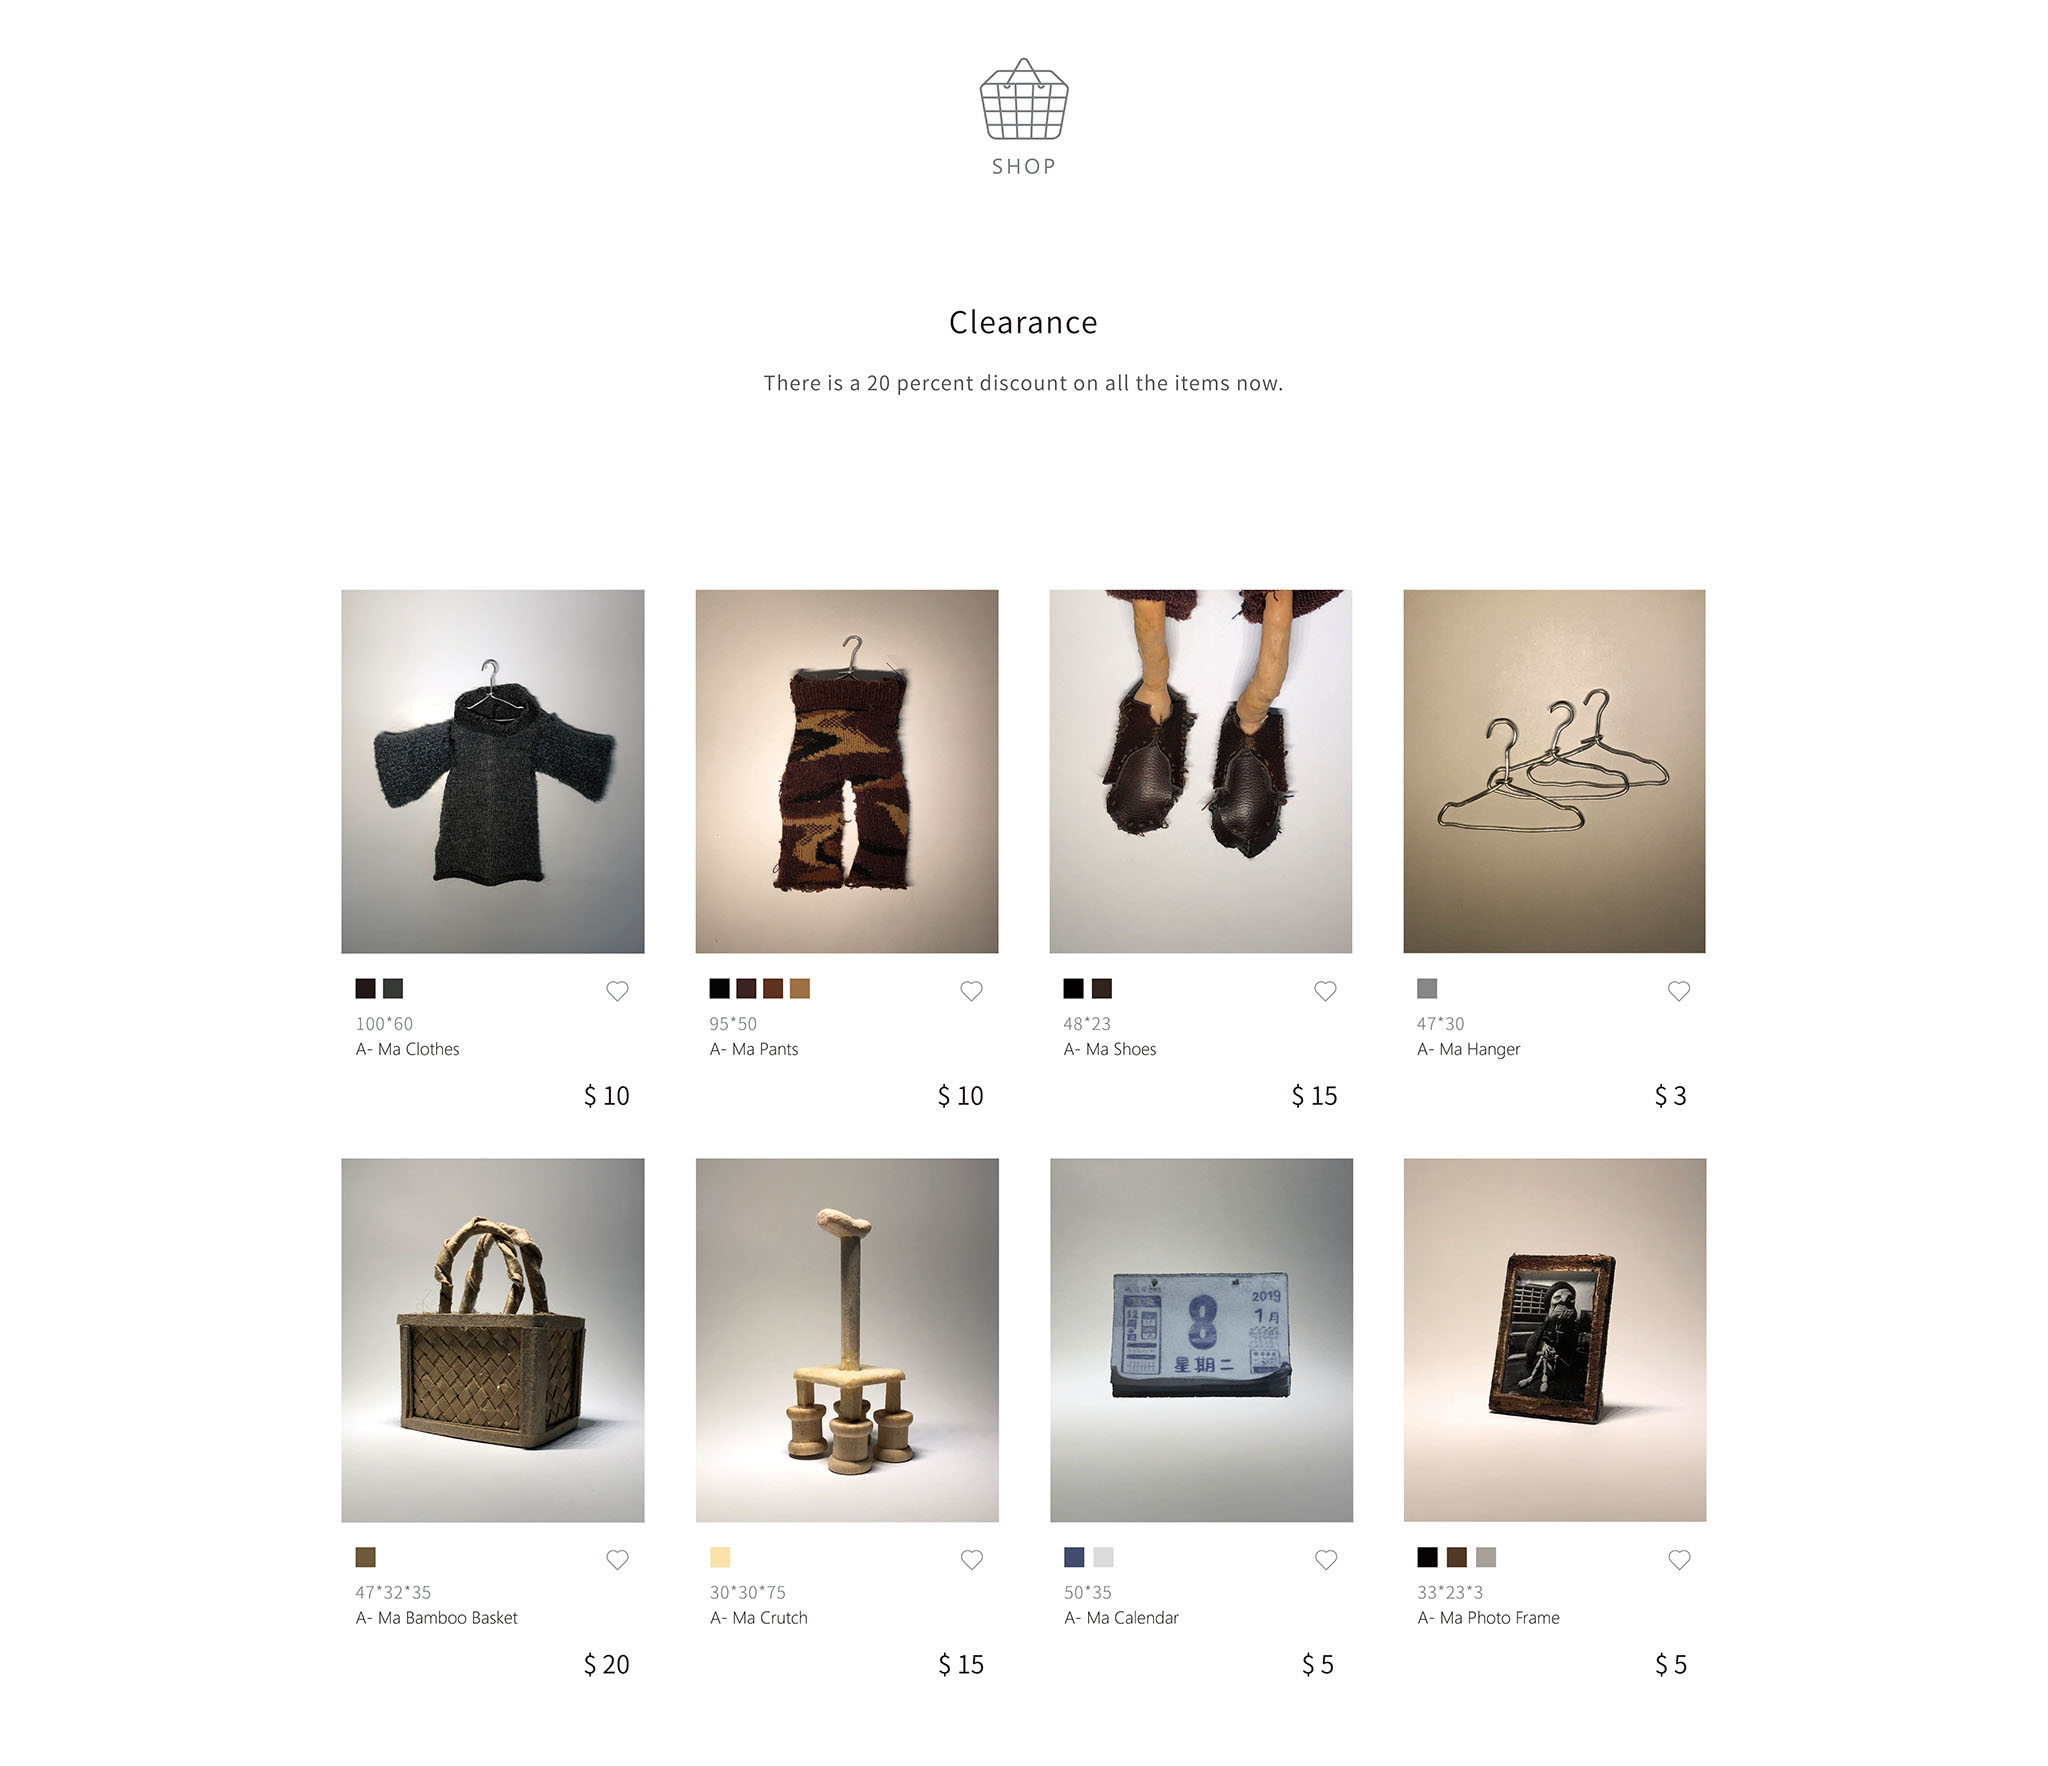 SHOP
Clearance
There is a 20 percent discount on all the items now.
100*60
A- Ma Clothes
$ 10
95*50
A- Ma Pants
$ 10
48*23
A- Ma Shoes
$ 15
47*30
A- Ma Hanger
$ 3
2019
8
1月
12
星期二
47*32*35
A- Ma Bamboo Basket
$ 20
30*30*75
A- Ma Crutch
$ 15
50*35
A- Ma Calendar
$ 5
33*23*3
A- Ma Photo Frame
$ 5